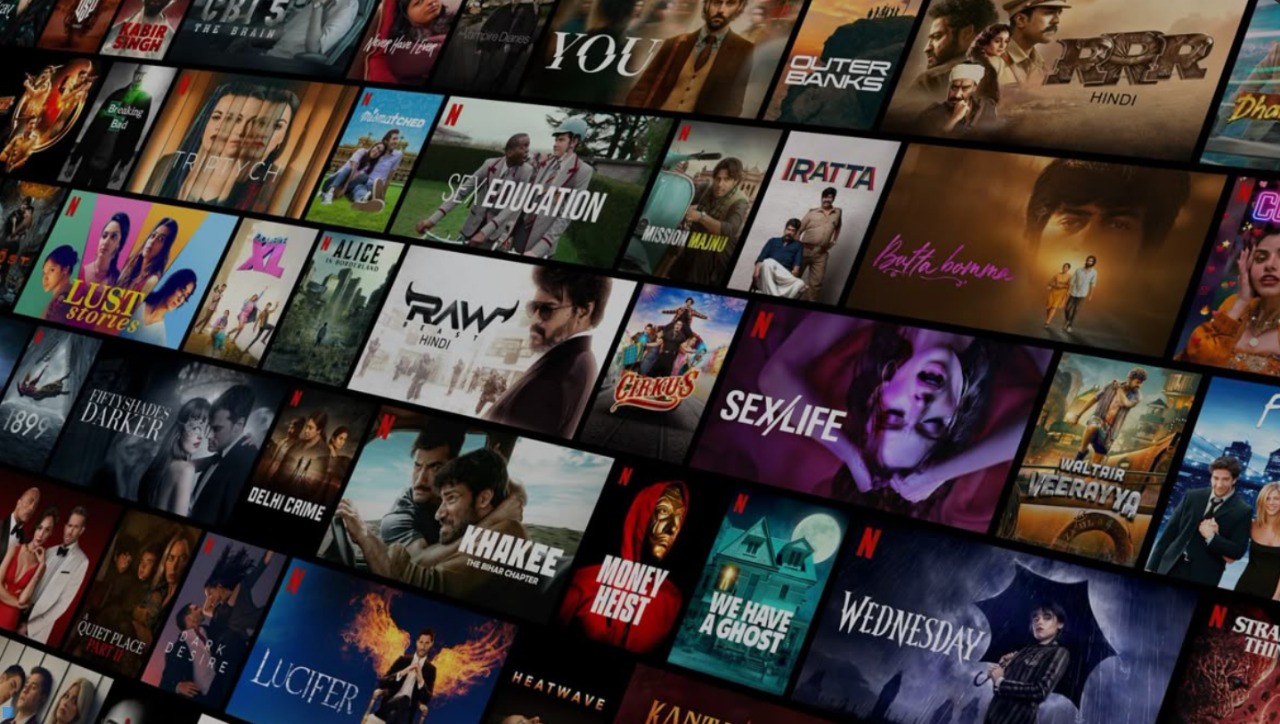 KABIR
SINGH
CBI 5
THE BRAIN
Never Have I Ever
Vampire Diaries
YOU
OUTER
BANKS
RRR
HINDI
Breaking
Bad
TRIPTYCH
mismatched
SEX EDUCATION
MISSION MAJNU
IRATTA
Butta bomma
LUST
stories
XL
ALICE
IN BORDERLAND
RAW
BEAST
HINDI
CIRKUS
SEX/LIFE
WALTAIR
VEERAYYA
1899
FIFTY SHADES
DARKER
DELHI CRIME
KHAKEE
THE BIHAR CHAPTER
MONEY
HEIST
WE HAVE
A GHOST
WEDNESDAY
QUIET PLACE
PART II
DARK
DESIRE
LUCIFER
HEATWAVE